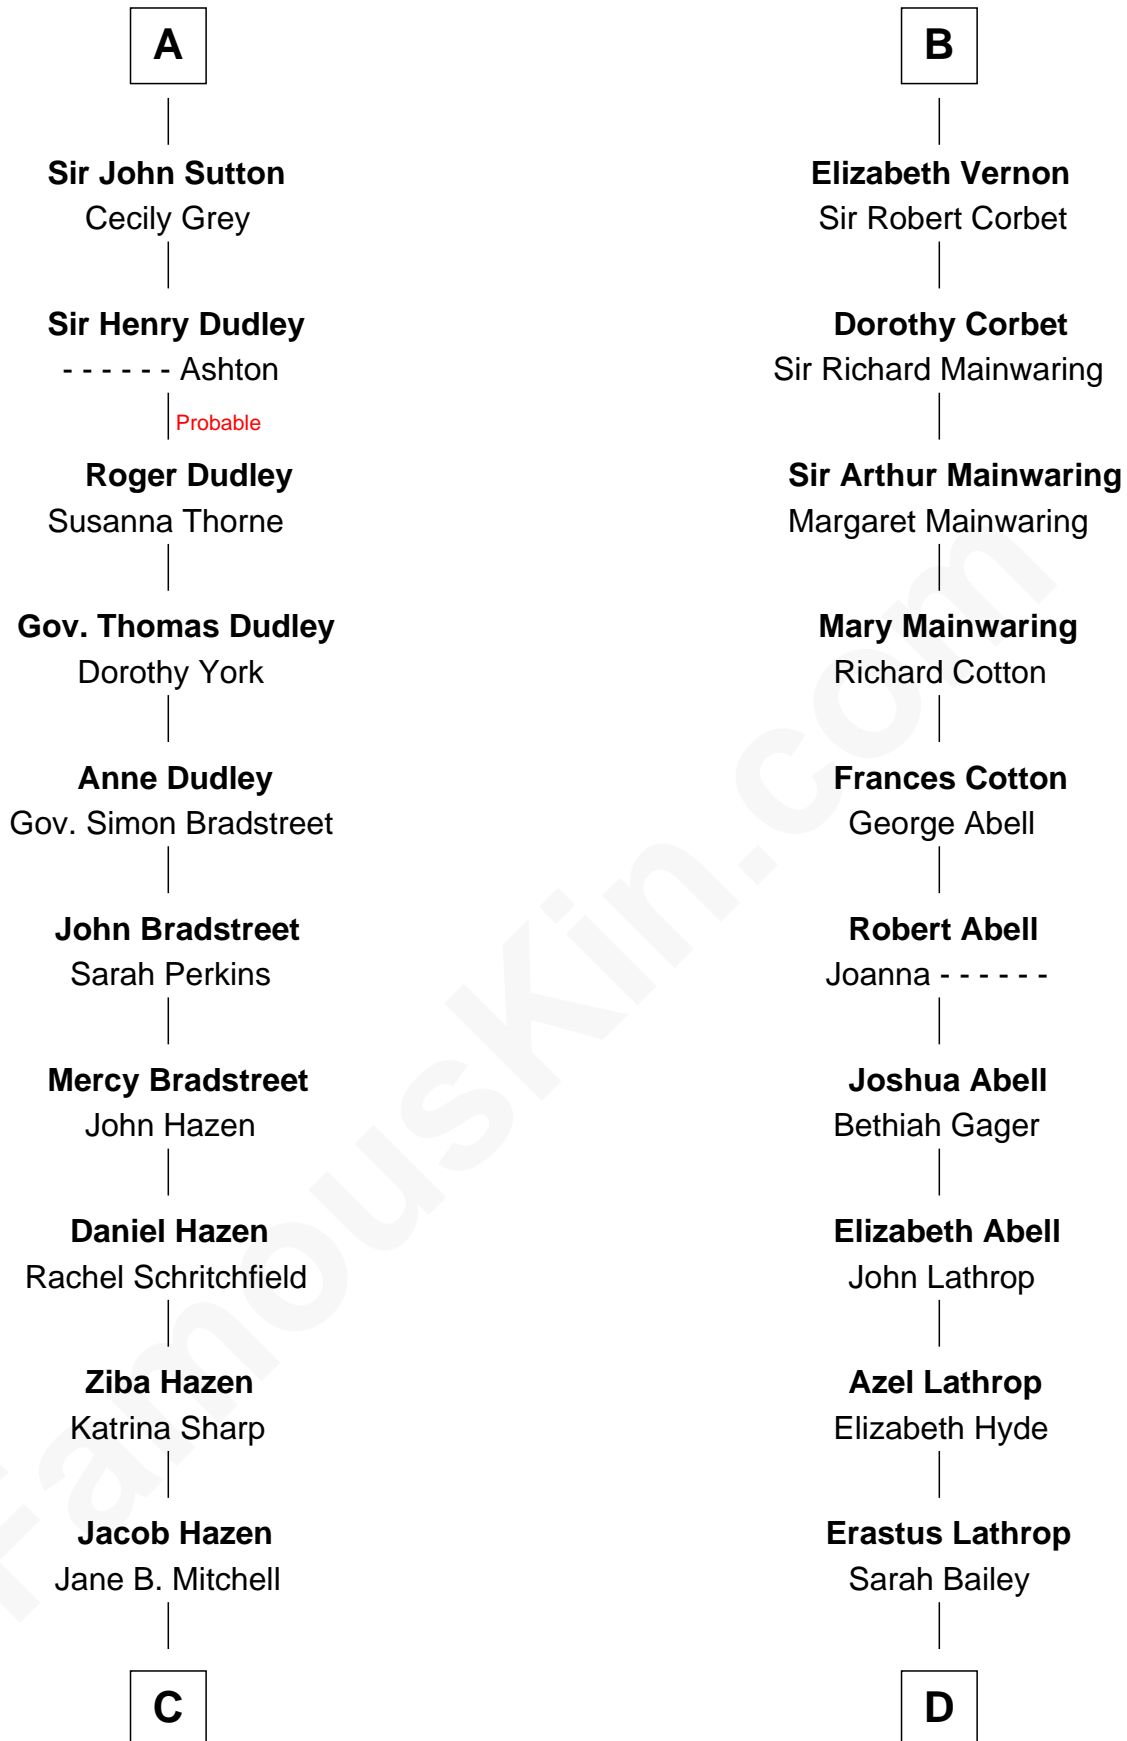 A
Sir John Sutton
Cecily Grey
Sir Henry Dudley
- - - - - - Ashton
Probable
Roger Dudley
Susanna Thorne
Gov. Thomas Dudley
Dorothy York
Anne Dudley
Gov. Simon Bradstreet
John Bradstreet
Sarah Perkins
Mercy Bradstreet
John Hazen
Daniel Hazen
Rachel Schritchfield
Ziba Hazen
Katrina Sharp
Jacob Hazen
Jane B. Mitchell
C
B
Elizabeth Vernon
Sir Robert Corbet
Dorothy Corbet
Sir Richard Mainwaring
Sir Arthur Mainwaring
Margaret Mainwaring
Mary Mainwaring
Richard Cotton
Frances Cotton
George Abell
Robert Abell
Joanna - - - - - -
Joshua Abell
Bethiah Gager
Elizabeth Abell
John Lathrop
Azel Lathrop
Elizabeth Hyde
Erastus Lathrop
Sarah Bailey
D
FamousKin.com